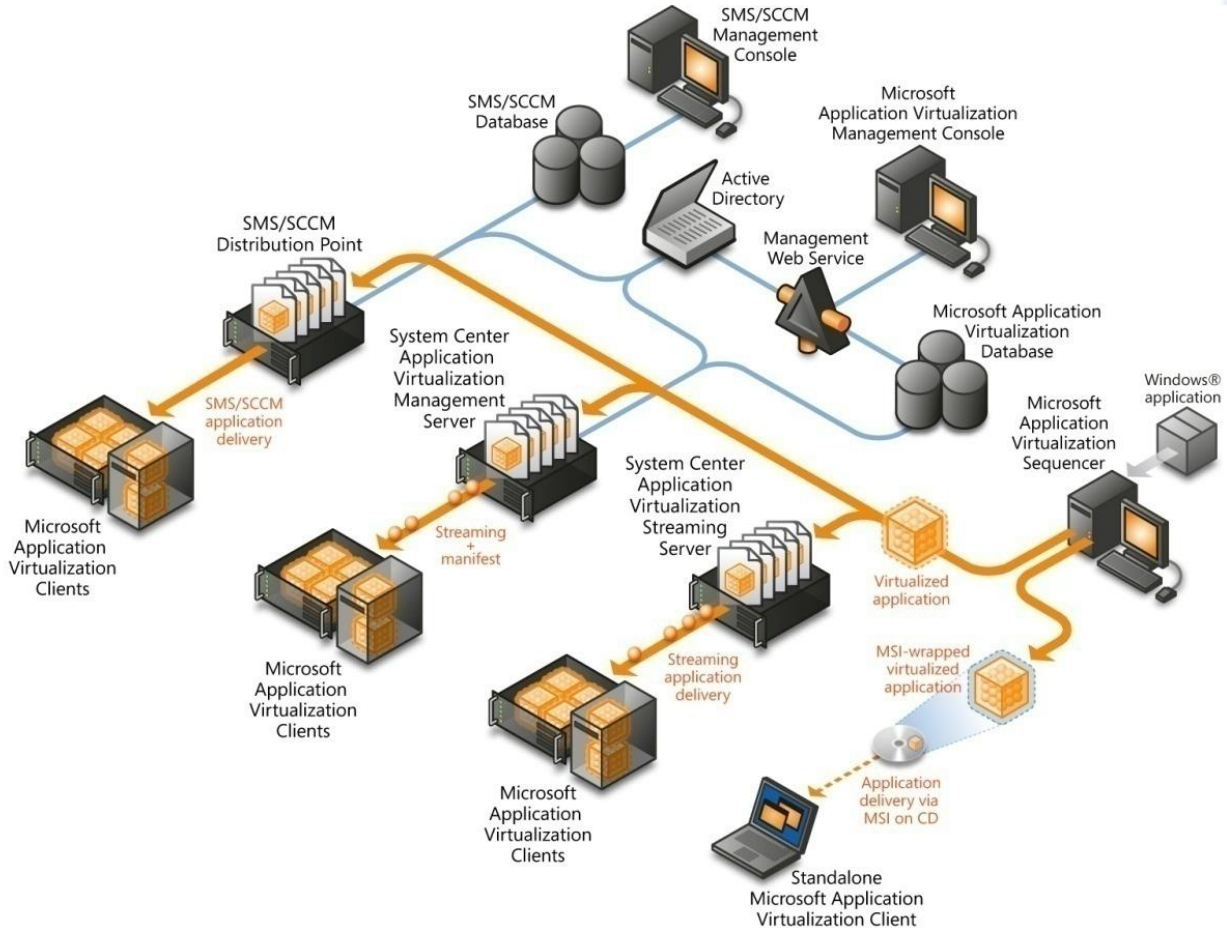 SMS/SCCM
Management
Console
SMS/SCCM
Database
Microsoft
Application Virtualization
Management Console
Active
Directory
SMS/SCCM
Distribution Point
Management
Web Service
System Center
Application
Virtualization
Management
Server
Microsoft Application
Virtualization
Database
Windows®
application
Microsoft
Application
Virtualization
Sequencer
SMS/SCCM
application
delivery
System Center
Application
Virtualization
Streaming
Server
Microsoft
Application
Virtualization
Clients
Streaming
+
manifest
Virtualized
application
Microsoft
Application
Virtualization
Clients
Streaming
application
delivery
MSI-wrapped
virtualized
application
Microsoft
Application
Virtualization
Clients
Application
delivery via
MSI on CD
Standalone
Microsoft Application
Virtualization Client